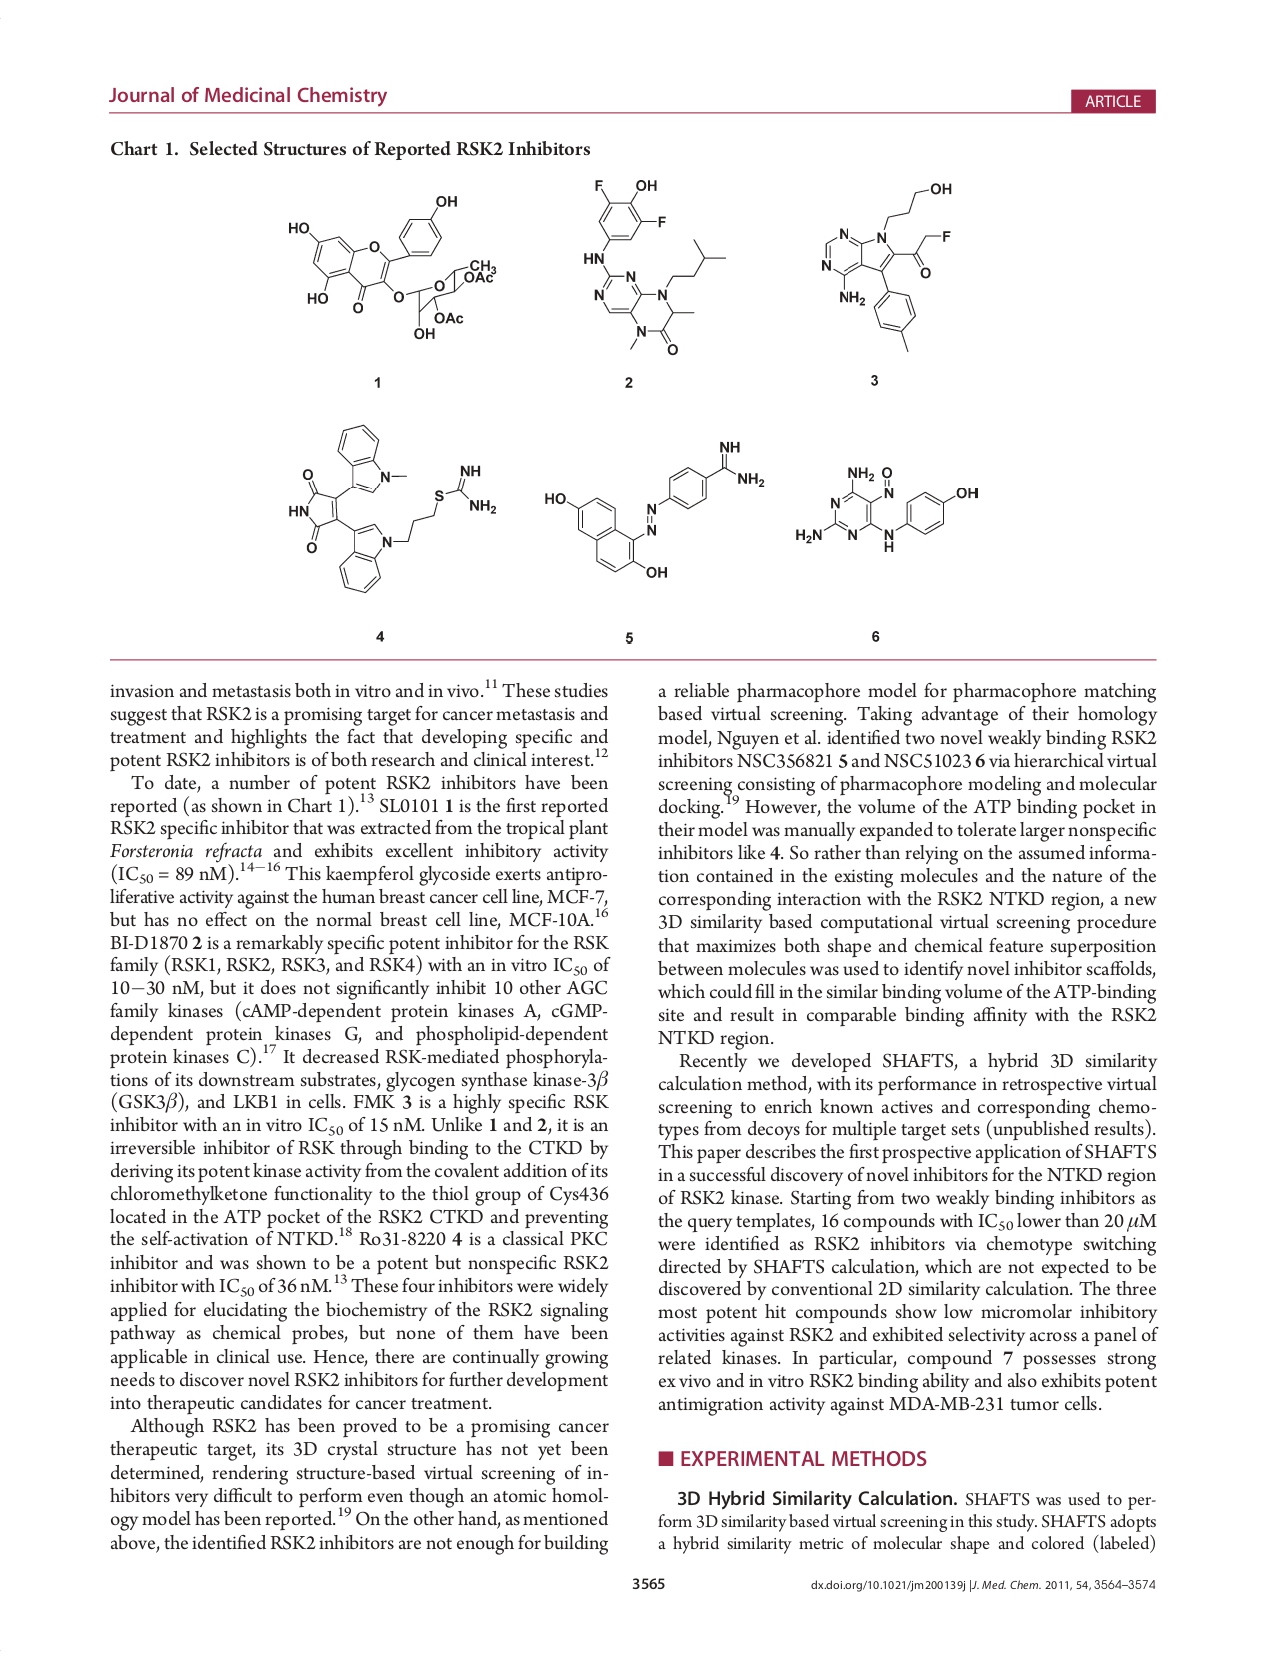 Journal of Medicinal Chemistry
ARTICLE
Chart 1. Selected Structures of Reported RSK2 Inhibitors
OH
HO
O
HO
O
O
O
CH3
OAc
OAc
OH
1
F
OH
F
HN
N
N
N
N
O
2
OH
N
N
N
F
O
NH2
3
O
N
HN
O
N
S
NH
NH2
4
HO
N
N
OH
NH
NH2
5
NH2
O
N
N
H2N
N
N
H
OH
6
invasion and metastasis both in vitro and in vivo.11 These studies
suggest that RSK2 is a promising target for cancer metastasis and
treatment and highlights the fact that developing specific and
potent RSK2 inhibitors is of both research and clinical interest.12
To date, a number of potent RSK2 inhibitors have been
reported (as shown in Chart 1).13 SL0101 1 is the first reported
RSK2 specific inhibitor that was extracted from the tropical plant
Forsteronia refracta and exhibits excellent inhibitory activity
(IC50 = 89 nM).14−16 This kaempferol glycoside exerts antipro-
liferative activity against the human breast cancer cell line, MCF-7,
but has no effect on the normal breast cell line, MCF-10A.16
BI-D1870 2 is a remarkably specific potent inhibitor for the RSK
family (RSK1, RSK2, RSK3, and RSK4) with an in vitro IC50 of
10−30 nM, but it does not significantly inhibit 10 other AGC
family kinases (cAMP-dependent protein kinases A, cGMP-
dependent protein kinases G, and phospholipid-dependent
protein kinases C).17 It decreased RSK-mediated phosphoryla-
tions of its downstream substrates, glycogen synthase kinase-3β
(GSK3β), and LKB1 in cells. FMK 3 is a highly specific RSK
inhibitor with an in vitro IC50 of 15 nM. Unlike 1 and 2, it is an
irreversible inhibitor of RSK through binding to the CTKD by
deriving its potent kinase activity from the covalent addition of its
chloromethylketone functionality to the thiol group of Cys436
located in the ATP pocket of the RSK2 CTKD and preventing
the self-activation of NTKD.18 Ro31-8220 4 is a classical PKC
inhibitor and was shown to be a potent but nonspecific RSK2
inhibitor with IC50 of 36 nM.13 These four inhibitors were widely
applied for elucidating the biochemistry of the RSK2 signaling
pathway as chemical probes, but none of them have been
applicable in clinical use. Hence, there are continually growing
needs to discover novel RSK2 inhibitors for further development
into therapeutic candidates for cancer treatment.
Although RSK2 has been proved to be a promising cancer
therapeutic target, its 3D crystal structure has not yet been
determined, rendering structure-based virtual screening of in-
hibitors very difficult to perform even though an atomic homol-
ogy model has been reported.19 On the other hand, as mentioned
above, the identified RSK2 inhibitors are not enough for building
a reliable pharmacophore model for pharmacophore matching
based virtual screening. Taking advantage of their homology
model, Nguyen et al. identified two novel weakly binding RSK2
inhibitors NSC356821 5 and NSC51023 6 via hierarchical virtual
screening consisting of pharmacophore modeling and molecular
docking.19 However, the volume of the ATP binding pocket in
their model was manually expanded to tolerate larger nonspecific
inhibitors like 4. So rather than relying on the assumed informa-
tion contained in the existing molecules and the nature of the
corresponding interaction with the RSK2 NTKD region, a new
3D similarity based computational virtual screening procedure
that maximizes both shape and chemical feature superposition
between molecules was used to identify novel inhibitor scaffolds,
which could fill in the similar binding volume of the ATP-binding
site and result in comparable binding affinity with the RSK2
NTKD region.
Recently we developed SHAFTS, a hybrid 3D similarity
calculation method, with its performance in retrospective virtual
screening to enrich known actives and corresponding chemo-
types from decoys for multiple target sets (unpublished results).
This paper describes the first prospective application of SHAFTS
in a successful discovery of novel inhibitors for the NTKD region
of RSK2 kinase. Starting from two weakly binding inhibitors as
the query templates, 16 compounds with IC50 lower than 20 μM
were identified as RSK2 inhibitors via chemotype switching
directed by SHAFTS calculation, which are not expected to be
discovered by conventional 2D similarity calculation. The three
most potent hit compounds show low micromolar inhibitory
activities against RSK2 and exhibited selectivity across a panel of
related kinases. In particular, compound 7 possesses strong
ex vivo and in vitro RSK2 binding ability and also exhibits potent
antimigration activity against MDA-MB-231 tumor cells.
■ EXPERIMENTAL METHODS
3D Hybrid Similarity Calculation. SHAFTS was used to per-
form 3D similarity based virtual screening in this study. SHAFTS adopts
a hybrid similarity metric of molecular shape and colored (labeled)
3565
dx.doi.org/10.1021/jm200139j |J. Med. Chem. 2011, 54, 3564–3574